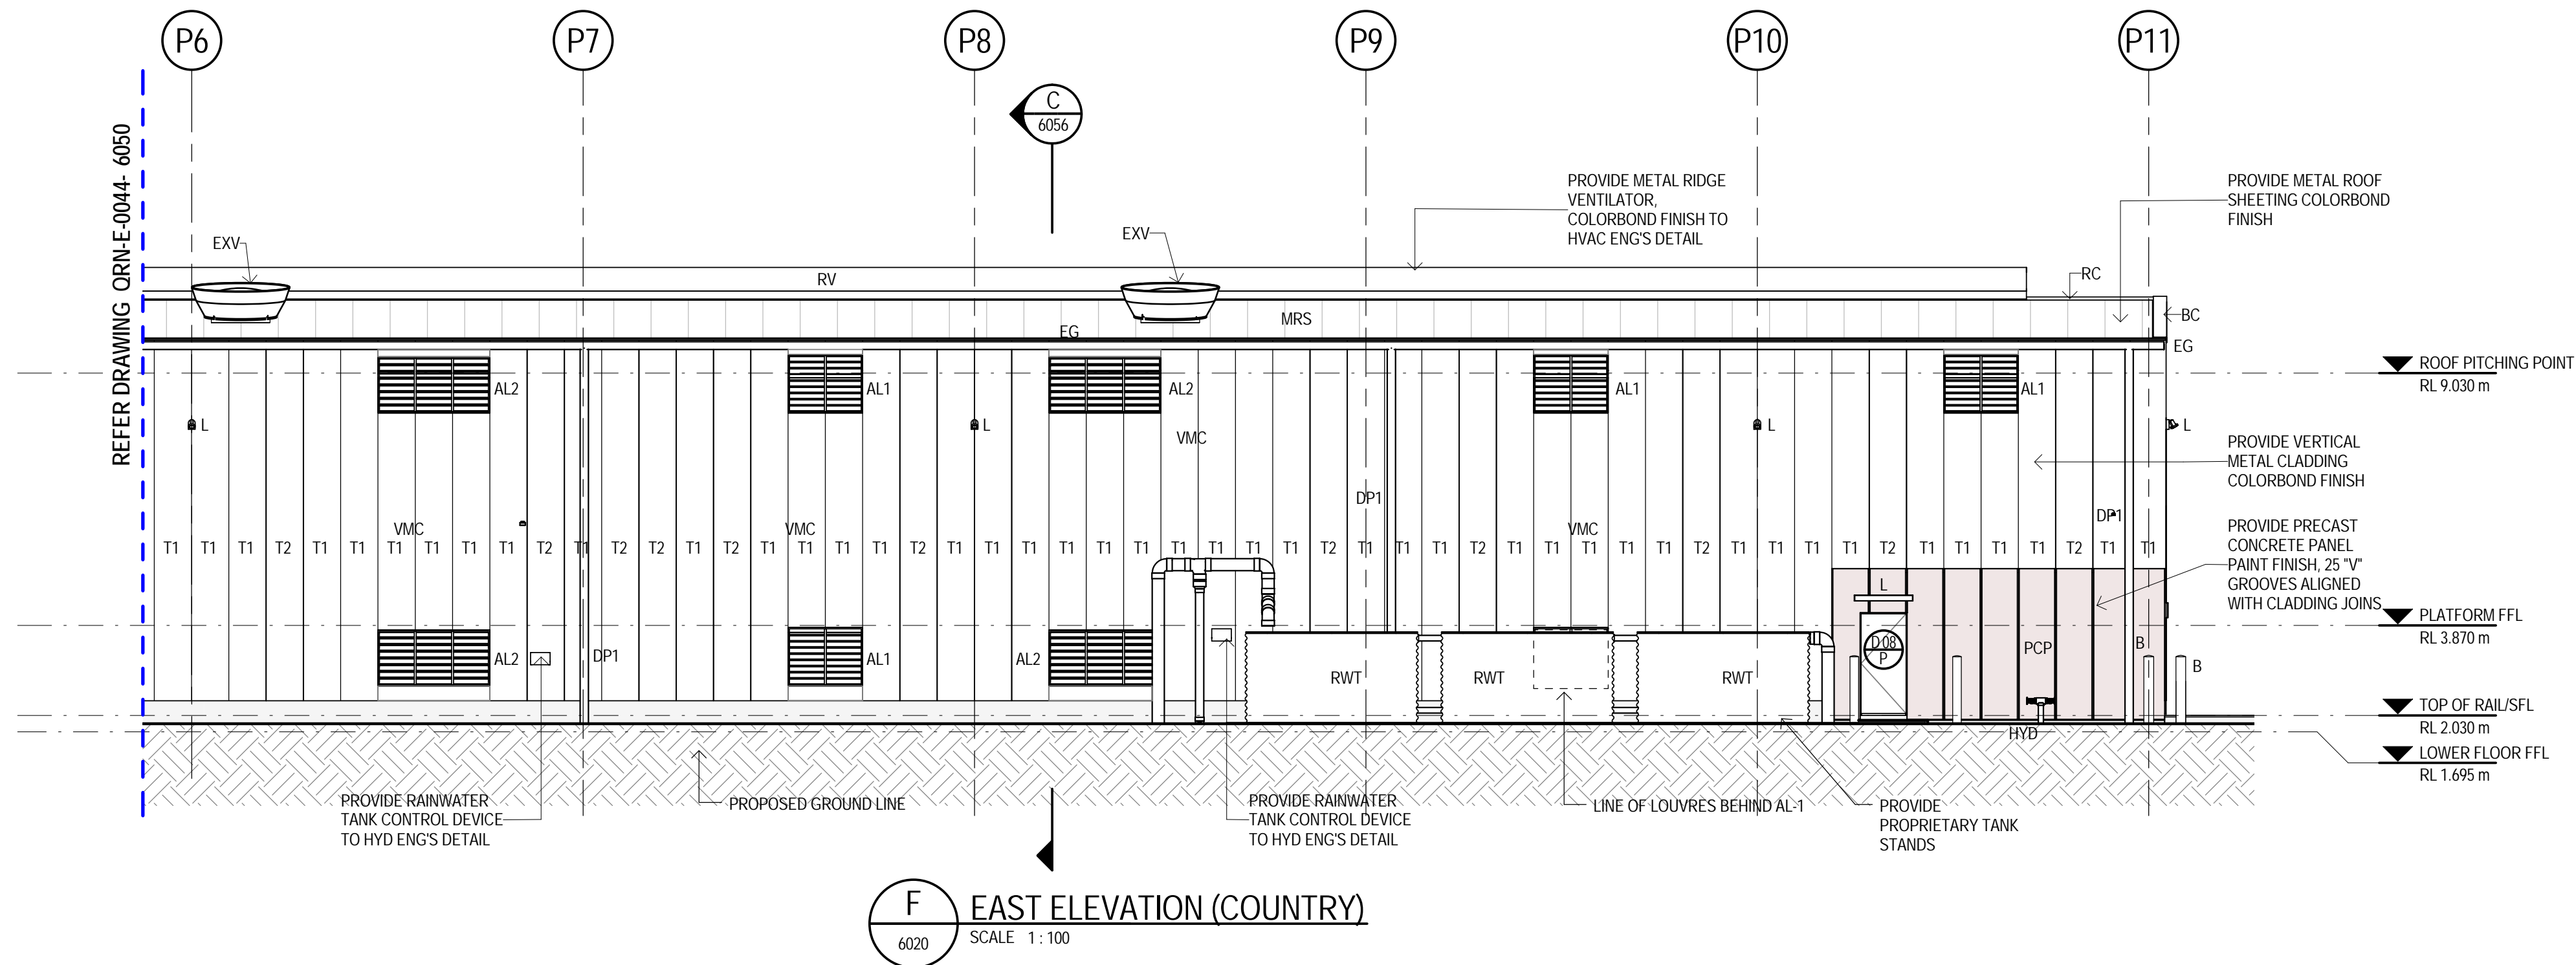 P6 P7 P8 P9 P10 P11
C
6056
REFER DRAWING QRN-E-0044- 6050
PROVIDE METAL RIDGE
VENTILATOR,
COLORBOND FINISH TO
HVAC ENG'S DETAIL
PROVIDE METAL ROOF
SHEETING COLORBOND
FINISH
EXV EXV
RV RC
MRS BC
EG EG
ROOF PITCHING POINT
RL 9.030 m
AL2 AL1 AL2 AL1 AL1
L L L L
VMC
PROVIDE VERTICAL
METAL CLADDING
COLORBOND FINISH
DP1 DP1
VMC VMC VMC
PROVIDE PRECAST
CONCRETE PANEL
PAINT FINISH, 25 "V"
GROOVES ALIGNED
WITH CLADDING JOINS
T1 T1 T1 T2 T1 T1 T1 T1 T1 T1 T2 T1 T2 T2 T1 T2 T1 T1 T1 T1 T2 T1 T1 T1 T1 T1 T1 T1 T1 T1 T1 T2 T1 T1 T1 T2 T1 T1 T1 T1 T1 T2 T1 T1 T1 T1 T2 T1 T1 T1 T1 T2 T1 T1
L
PLATFORM FFL
RL 3.870 m
AL2 DP1 AL1 AL2
D 08
P
PCP B B
RWT RWT RWT
TOP OF RAIL/SFL
RL 2.030 m
HYD
LOWER FLOOR FFL
RL 1.695 m
PROVIDE RAINWATER
TANK CONTROL DEVICE
TO HYD ENG'S DETAIL
PROPOSED GROUND LINE
PROVIDE RAINWATER
TANK CONTROL DEVICE
TO HYD ENG'S DETAIL
LINE OF LOUVRES BEHIND AL-1
PROVIDE
PROPRIETARY TANK
STANDS
F
6020
EAST ELEVATION (COUNTRY)
SCALE 1 : 100